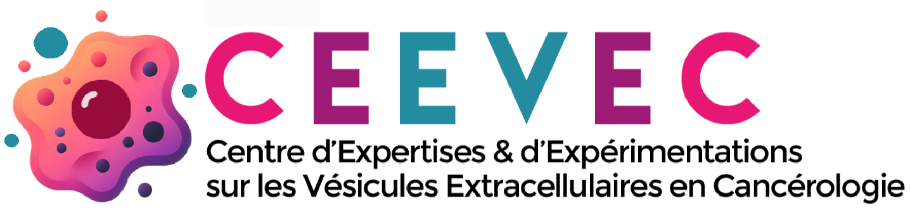 CEEVEC
Centre d'Expertises & d'Expérimentations
sur les Vésicules Extracellulaires en Cancérologie